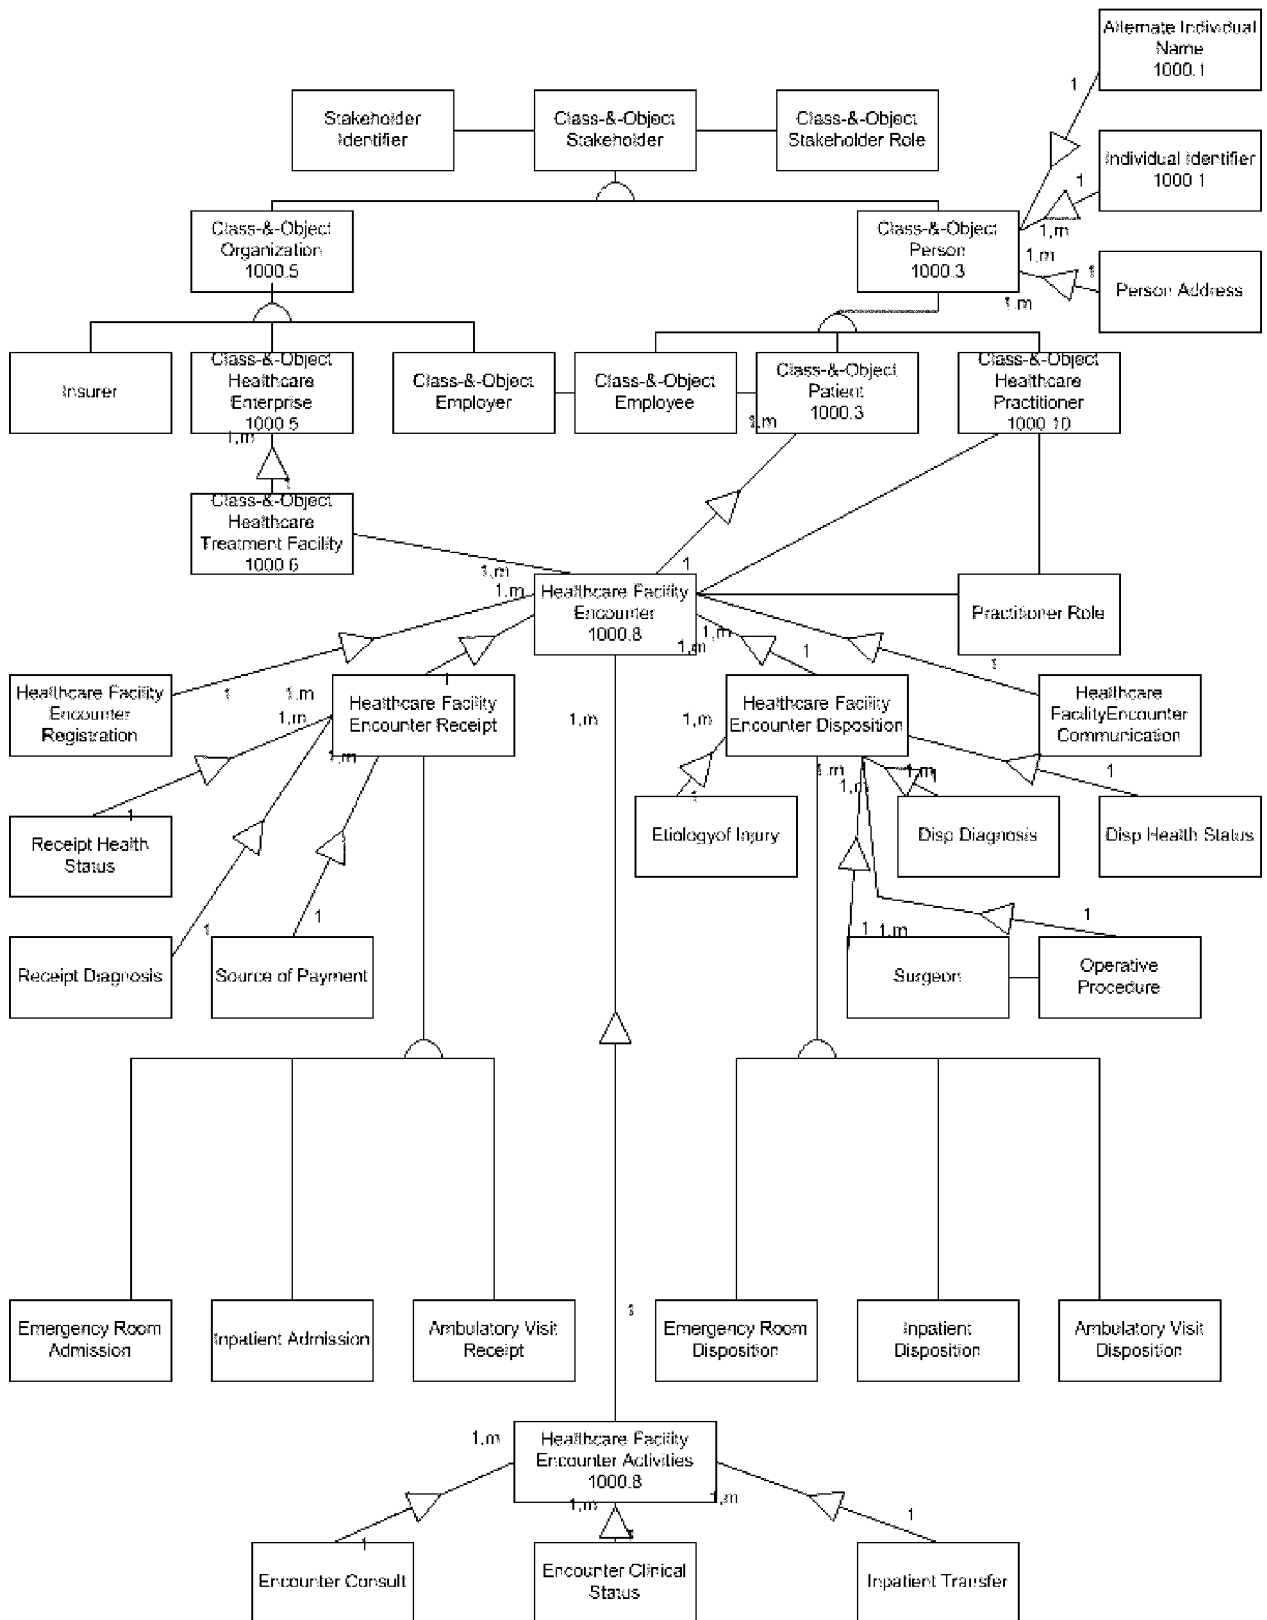 Alternate Individual
Name
1000.1
1
Stakeholder
Identifier
Class-&-Object
Stakeholder
Class-&-Object
Stakeholder Role
Individual Identifier
1000.1
1
1,m
Class-&-Object
Organization
1000.5
Class-&-Object
Person
1000.3
1,m
1
1,m
Person Address
Insurer
Class-&-Object
Healthcare
Enterprise
1000.5
Class-&-Object
Employer
Class-&-Object
Employee
Class-&-Object
Patient
1000.3
Class-&-Object
Healthcare
Practitioner
1000.10
1,m
1,m
1
Class-&-Object
Healthcare
Treatment Facility
1000.6
1,m
1
1,m
Healthcare Facility
Encounter
1000.8
Practitioner Role
1,m
1,m
1
1
1
1,m
1
Healthcare Facility
Encounter
Registration
Healthcare Facility
Encounter Receipt
1,m
1,m
1,m
Healthcare Facility
Encounter Disposition
1,m
Healthcare
FacilityEncounter
Communication
1,m
1,m
1,m
1,m
1
1
1
1
Receipt Health
Status
Etiologyof Injury
Disp Diagnosis
Disp Health Status
1
1
1
1,m
1
Receipt Diagnosis
Source of Payment
Surgeon
Operative
Procedure
1
Emergency Room
Admission
Inpatient Admission
Ambulatory Visit
Receipt
Emergency Room
Disposition
Inpatient
Disposition
Ambulatory Visit
Disposition
1,m
Healthcare Facility
Encounter Activities
1000.8
1,m
1,m
1
1
1
Encounter Consult
Encounter Clinical
Status
Inpatient Transfer